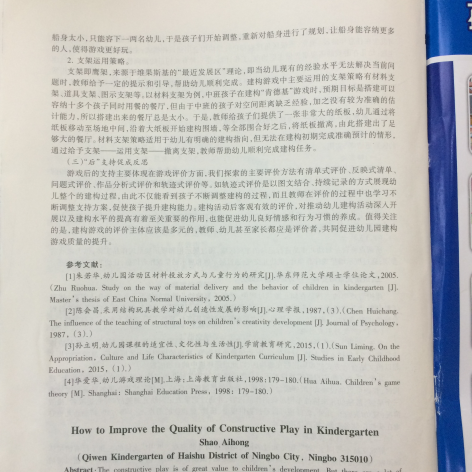 船身太小,只能容下一两名幼儿,于是孩子们开始调整,重新对船身进行了规划,让船身能容纳更多
的人,使得游戏更好玩。
2. 支架运用策略。
支架即鹰架,来源于维果斯基的“最近发展区”理论,即当幼儿现有的经验水平无法解决当前问
题时,教师给予一定的提示和引导,帮助幼儿顺利完成。建构游戏中主要运用的支架策略有材料支
架、道具支架、图示支架等,以材料支架为例,中班孩子在建构“肯德基”游戏时,预期目标是搭建可以
容纳十多个孩子同时用餐的餐厅,但由于中班的孩子对空间距离缺乏经验,加之没有较为准确的估
计能力,所以搭建出来的餐厅总是太小。于是,教师给孩子们提供了一张非常大的纸板,幼儿通过将
纸板移动至场地中间,沿着大纸板开始建构围墙,等全部围合好之后,将纸板撤离,由此搭建出了足
够大的餐厅。材料支架策略适用于幼儿有明确的建构指向,但无法在建构初期完成准确预计的情形,
通过给予支架——运用支架——撤离支架,教师帮助幼儿顺利完成建构任务。
(三)“后”支持促成反思
游戏后的支持主要体现在游戏评价方面,我们探索的主要评价方法有清单式评价、反映式清单、
问题式评价、作品分析式评价和轨迹式评价等。如轨迹式评价是以图文结合、持续记录的方式展现幼
儿整个的建构过程,由此不仅能看到孩子不断调整建构的过程,而且教师在评价的过程中也学习不
断调整支持方案,促使孩子提升建构能力。建构活动后客观有效的评价,对推动幼儿建构活动深入开
展以及建构水平的提高有着至关重要的作用,也能促进幼儿良好情感和行为习惯的养成。值得关注
的是,建构游戏的评价主体应该是多元的,教师、幼儿甚至家长都应是评价者,共同促进幼儿园建构
游戏质量的提升。
参考文献:
[1]朱若华.幼儿园活动区材料投放方式与儿童行为的研究[J].华东师范大学硕士学位论文,2005.
(Zhu Ruohua. Study on the way of material delivery and the behavior of children in kindergarten [J].
Master's thesis of East China Normal University, 2005.)
[2]陈会昌.采用结构玩具教学对幼儿创造性发展的影响[J].心理学报,1987,(3).(Chen Huichang.
The influence of the teaching of structural toys on children's creativity development [J]. Journal of Psychology,
1987, (3).)
[3]孙立明.幼儿园课程的适宜性、文化性与生活性[J].学前教育研究,2015,(1).(Sun Liming. On the
Appropriation, Culture and Life Characteristics of Kindergarten Curriculum [J]. Studies in Early Childhood
Education, 2015, (1).)
[4]华爱华.幼儿游戏理论[M].上海:上海教育出版社,1998:179-180.(Hua Aihua. Children's game
theory [M]. Shanghai: Shanghai Education Press, 1998: 179-180.)
How to Improve the Quality of Constructive Play in Kindergarten
Shao Aihong
(Qiwen Kindergarten of Haishu District of Ningbo City, Ningbo 315010)
Abstract: The constructive play is of great value to children's development.